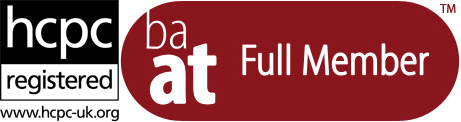 hcpc
registered
www.hcpc-uk.org
ba
at
Full Member
TM